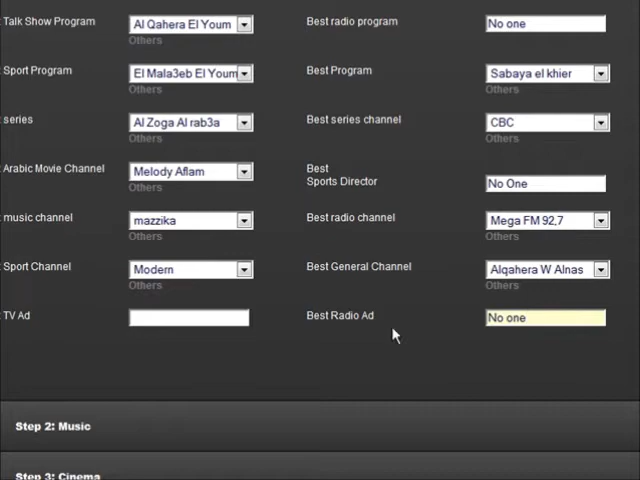 Talk Show Program Al Qahera El Youm Best radio program No one
Others
Sport Program El Mala3eb El Youm Best Program Sabaya el khier
Others Others
series Al Zoga Al rab3a Best series channel CBC
Others Others
Arabic Movie Channel Melody Aflam Best
Sports Director No One
Others
music channel mazzika Best radio channel Mega FM 92,7
Others Others
Sport Channel Modern Best General Channel Alqahera W Alnas
Others Others
TV Ad Best Radio Ad No one
Step 2: Music
Step 3: Cinema